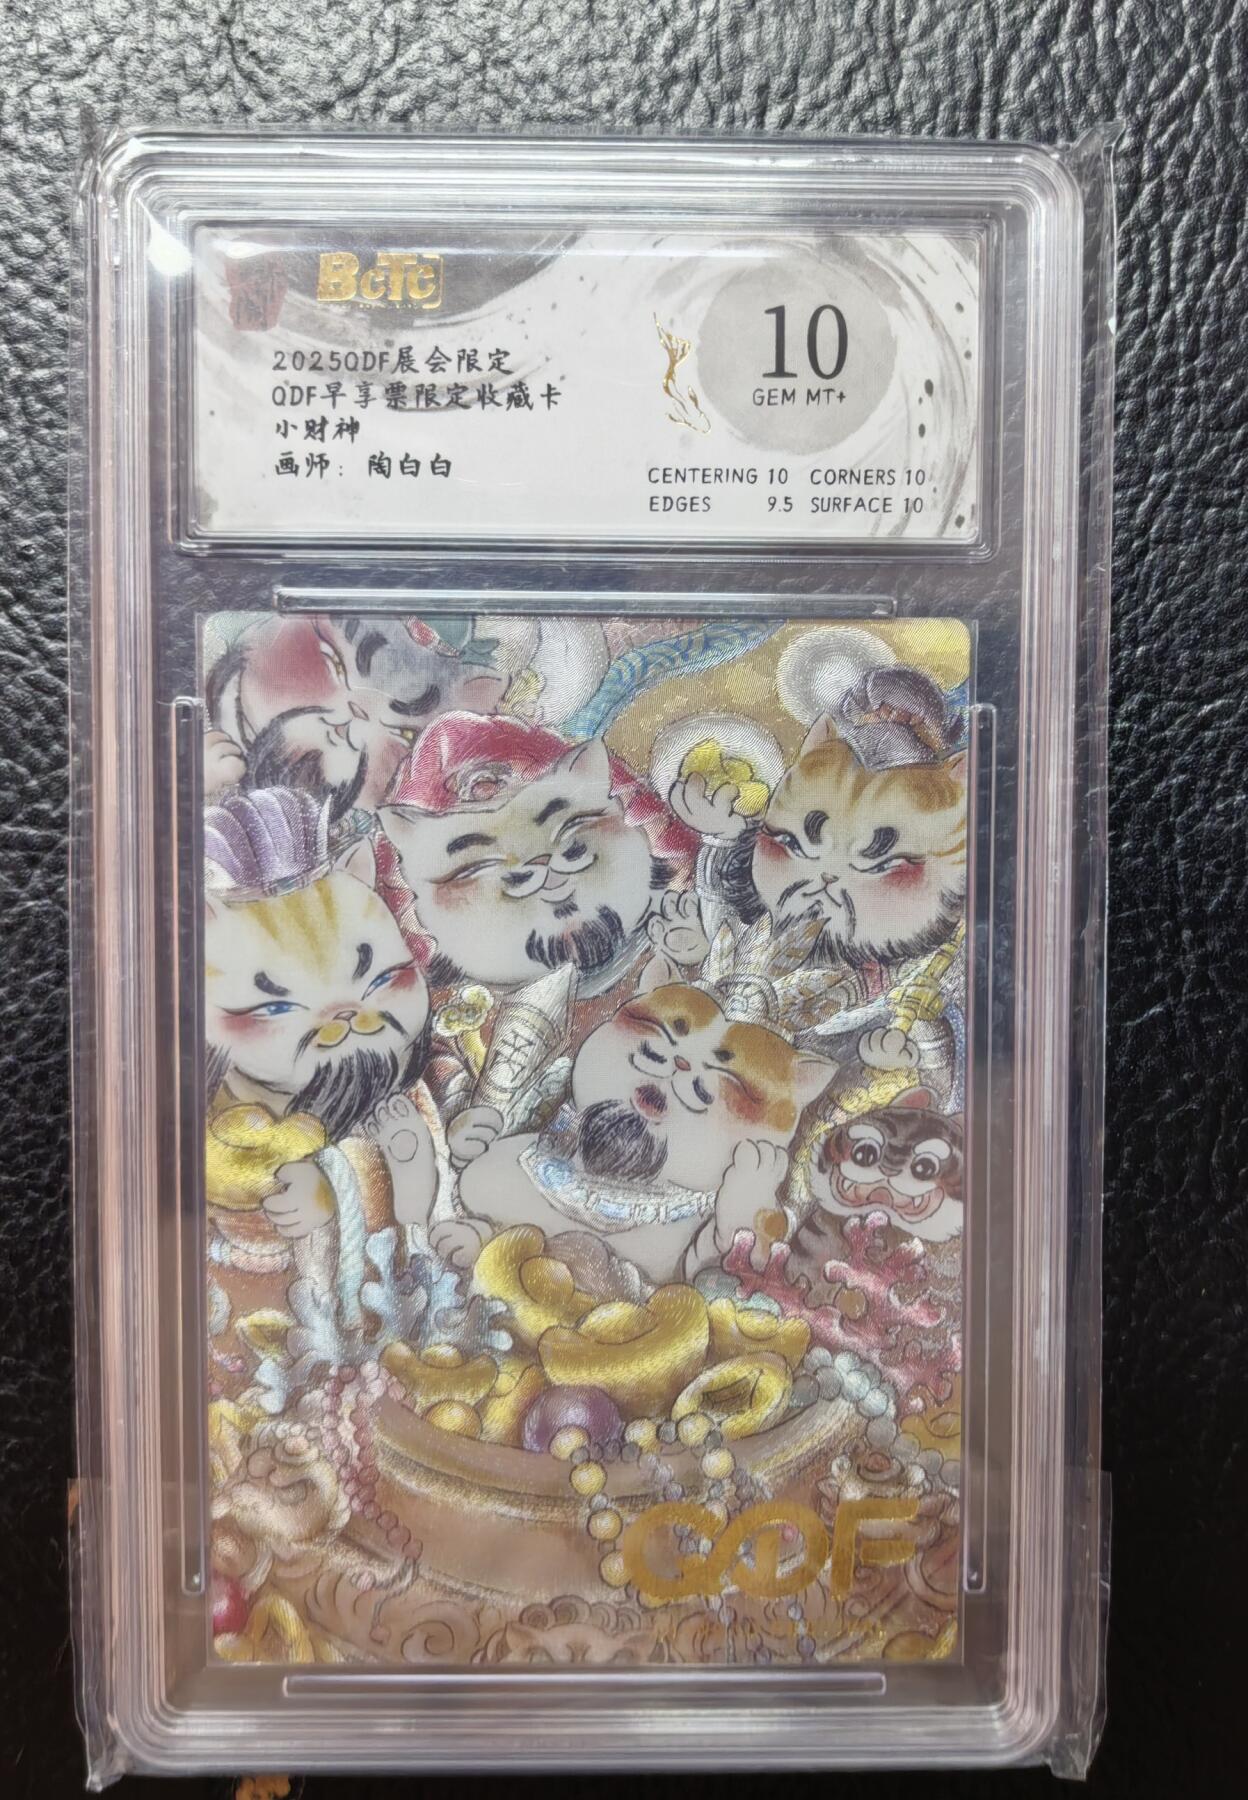 BcTc
2025QDF展会限定
QDF早享票限定收藏卡
小财神
画师：陶白白
10
GEM MT+
CENTERING 10 CORNERS 10
EDGES 9.5 SURFACE 10
QDF